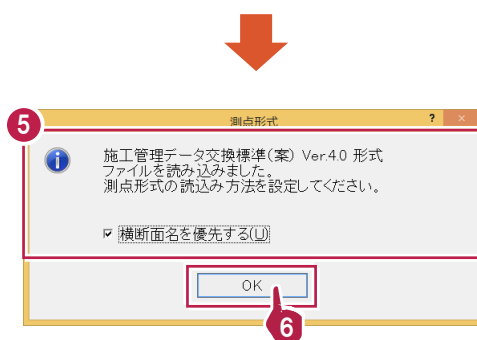 5
測点形式
? ×
施工管理データ交換標準(案) Ver.4.0 形式
ファイルを読み込みました。
測点形式の読込み方法を設定してください。
横断面名を優先する(U)
OK
6